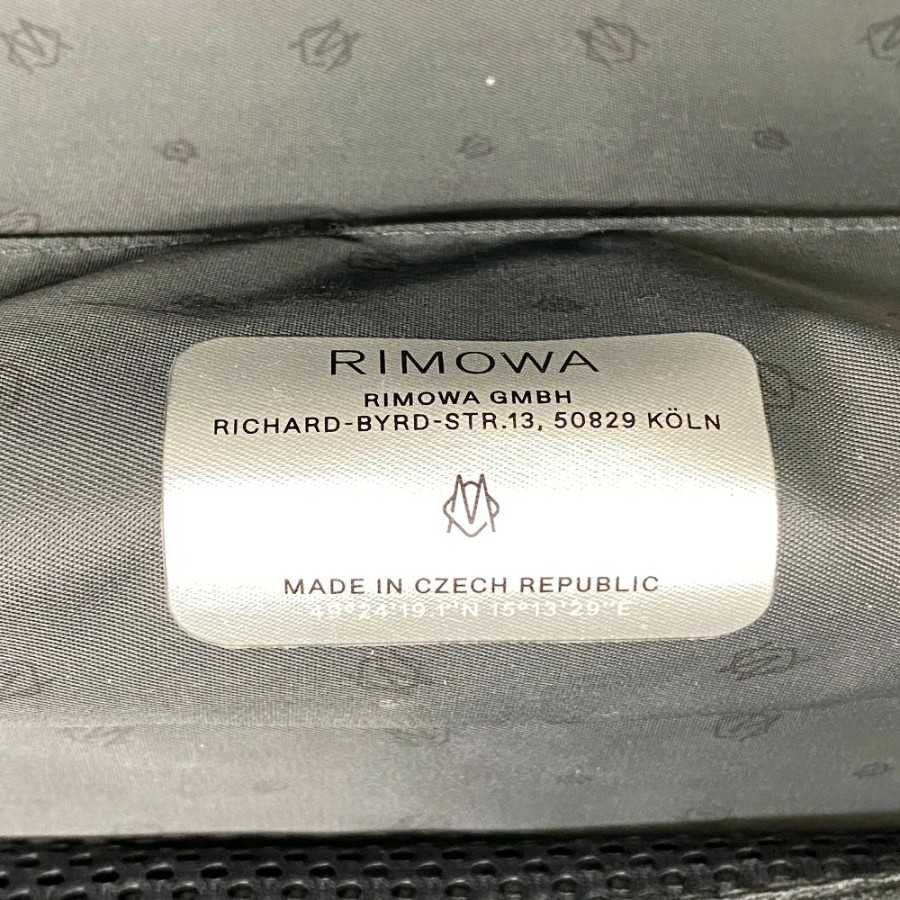 RIMOWA
RIMOWA GMBH
RICHARD-BYRD-STR.13, 50829 KÖLN
MADE IN CZECH REPUBLIC
49°24'19.1"N 15°13'29"E